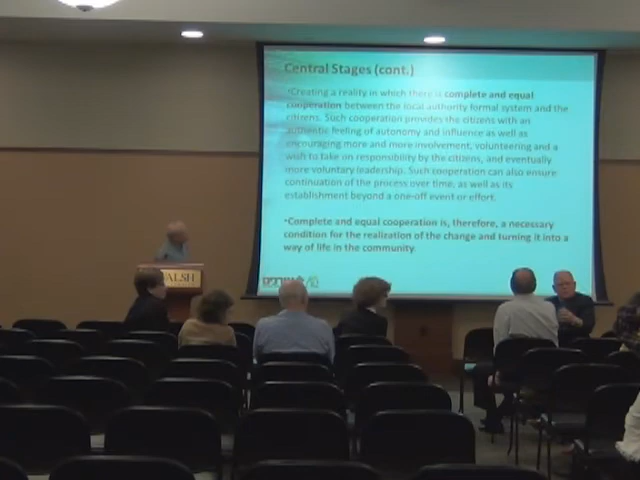 Central Stages (cont.)
•Creating a reality in which there is complete and equal
cooperation between the local authority formal system and the
citizens. Such cooperation provides the citizens with an
authentic feeling of autonomy and influence as well as
encouraging more and more involvement, volunteering and a
wish to take on responsibility by the citizens, and eventually
more voluntary leadership. Such cooperation can also ensure
continuation of the process over time, as well as its
establishment beyond a one-off event or effort.
•Complete and equal cooperation is, therefore, a necessary
condition for the realization of the change and turning it into a
way of life in the community.
ALSH